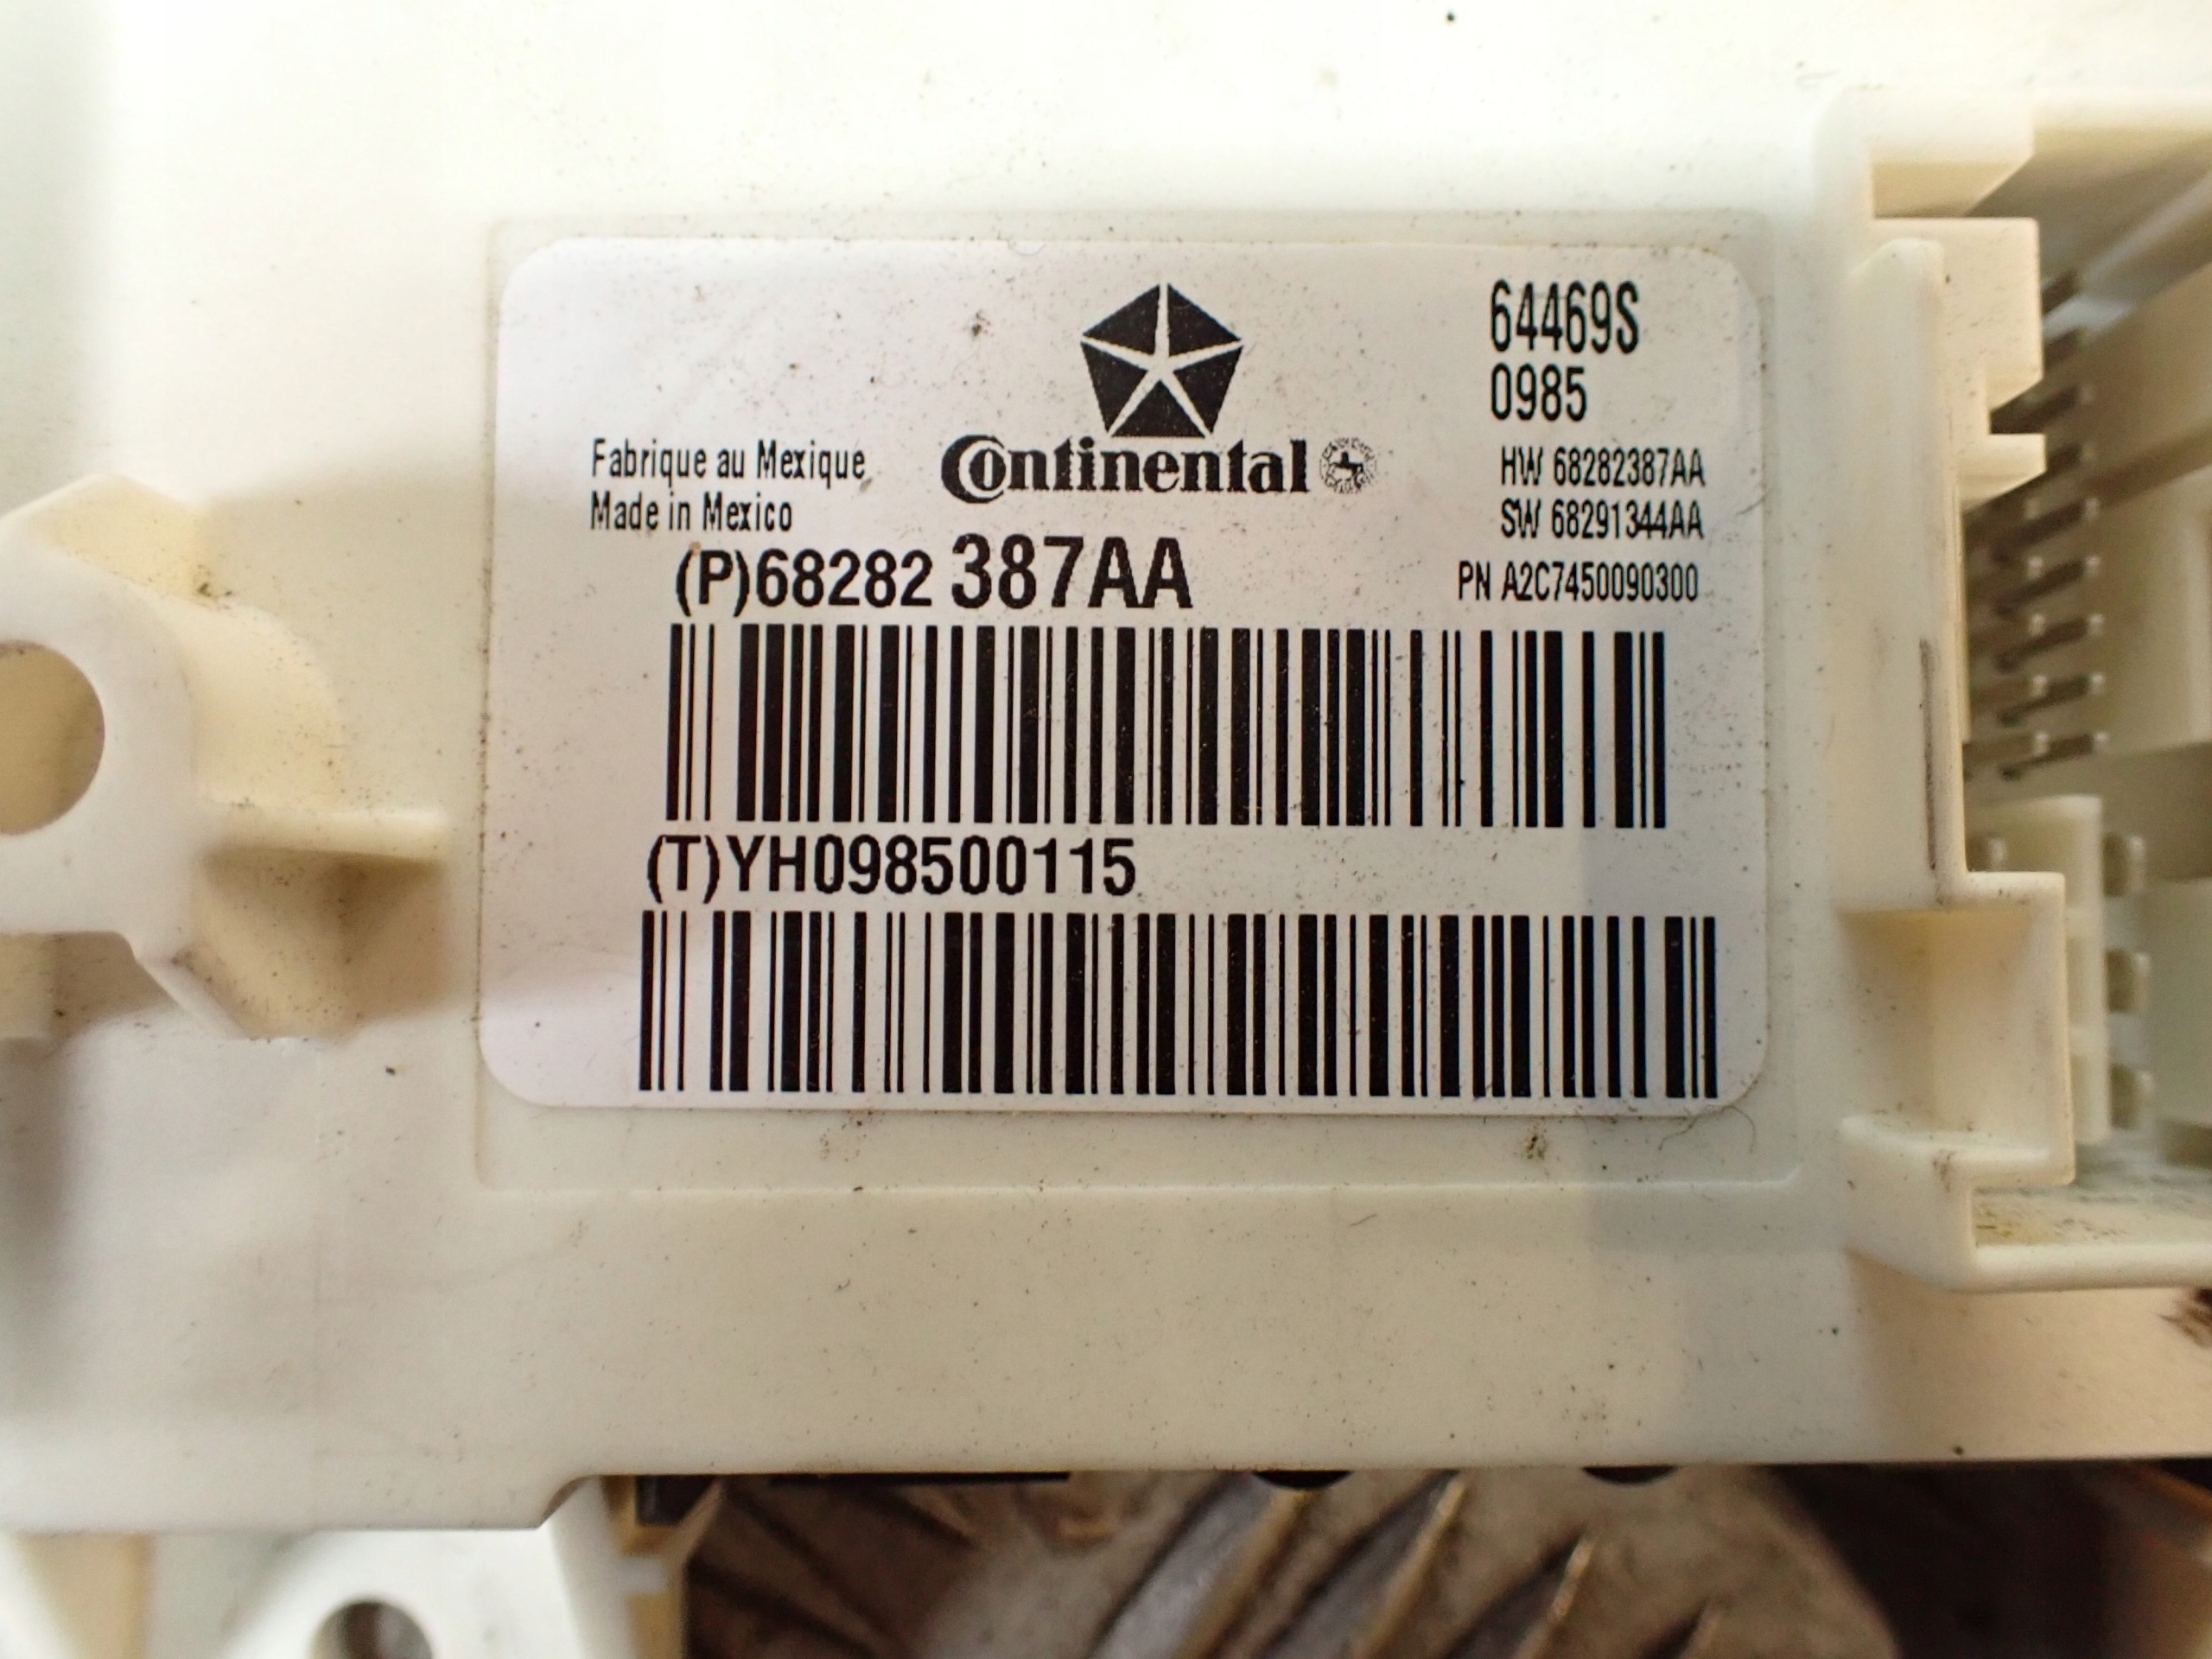 64469S
0985
Continental
Fabrique au Mexique
Made in Mexico
HW 68282387AA
SW 68291344AA
(P)68282 387AA
PN A2C7450090300
(T)YH098500115